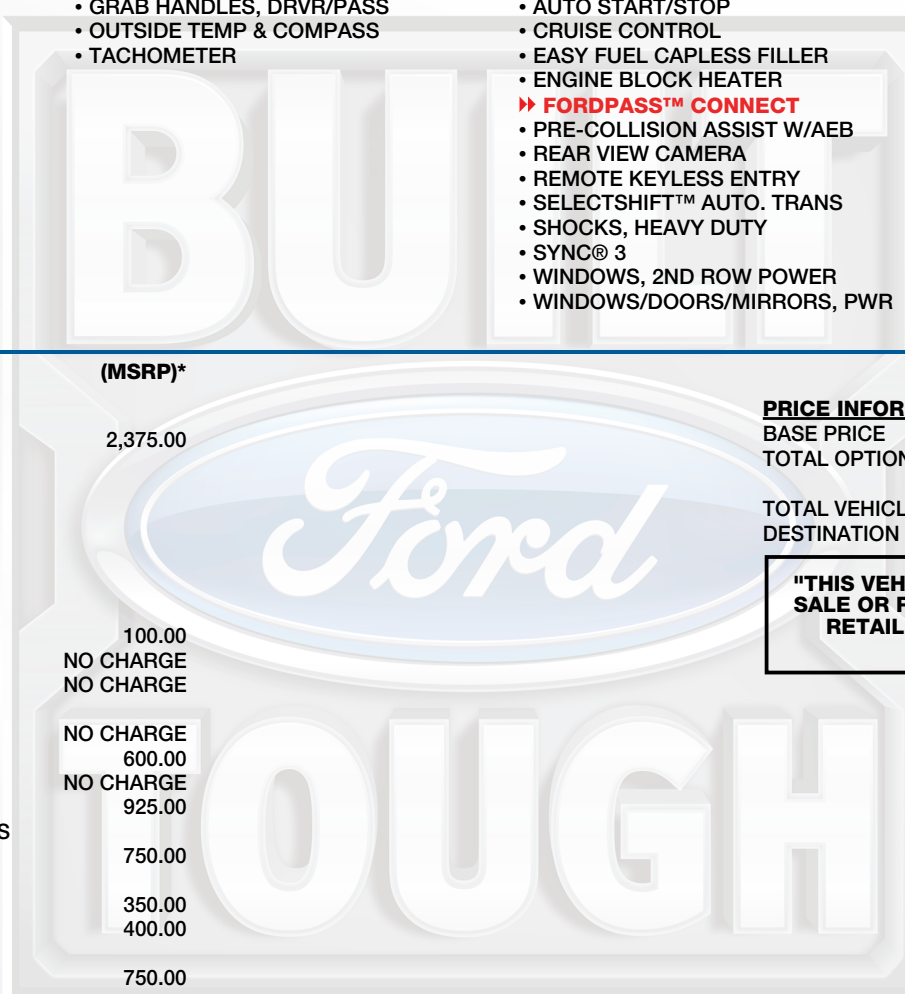 • GRAB HANDLES, DRVR/PASS
• OUTSIDE TEMP & COMPASS
• TACHOMETER
• AUTO START/STOP
• CRUISE CONTROL
• EASY FUEL CAPLESS FILLER
• ENGINE BLOCK HEATER
FORDPASS™ CONNECT
• PRE-COLLISION ASSIST W/AEB
• REAR VIEW CAMERA
• REMOTE KEYLESS ENTRY
• SELECTSHIFT™ AUTO. TRANS
• SHOCKS, HEAVY DUTY
• SYNC® 3
• WINDOWS, 2ND ROW POWER
• WINDOWS/DOORS/MIRRORS, PWR
BUILT
Ford
TOUGH
(MSRP)*
2,375.00
100.00
NO CHARGE
NO CHARGE
NO CHARGE
600.00
NO CHARGE
925.00
S
750.00
350.00
400.00
750.00
PRICE INFOR
BASE PRICE
TOTAL OPTION
TOTAL VEHICL
DESTINATION
"THIS VEH
SALE OR
RETAIL